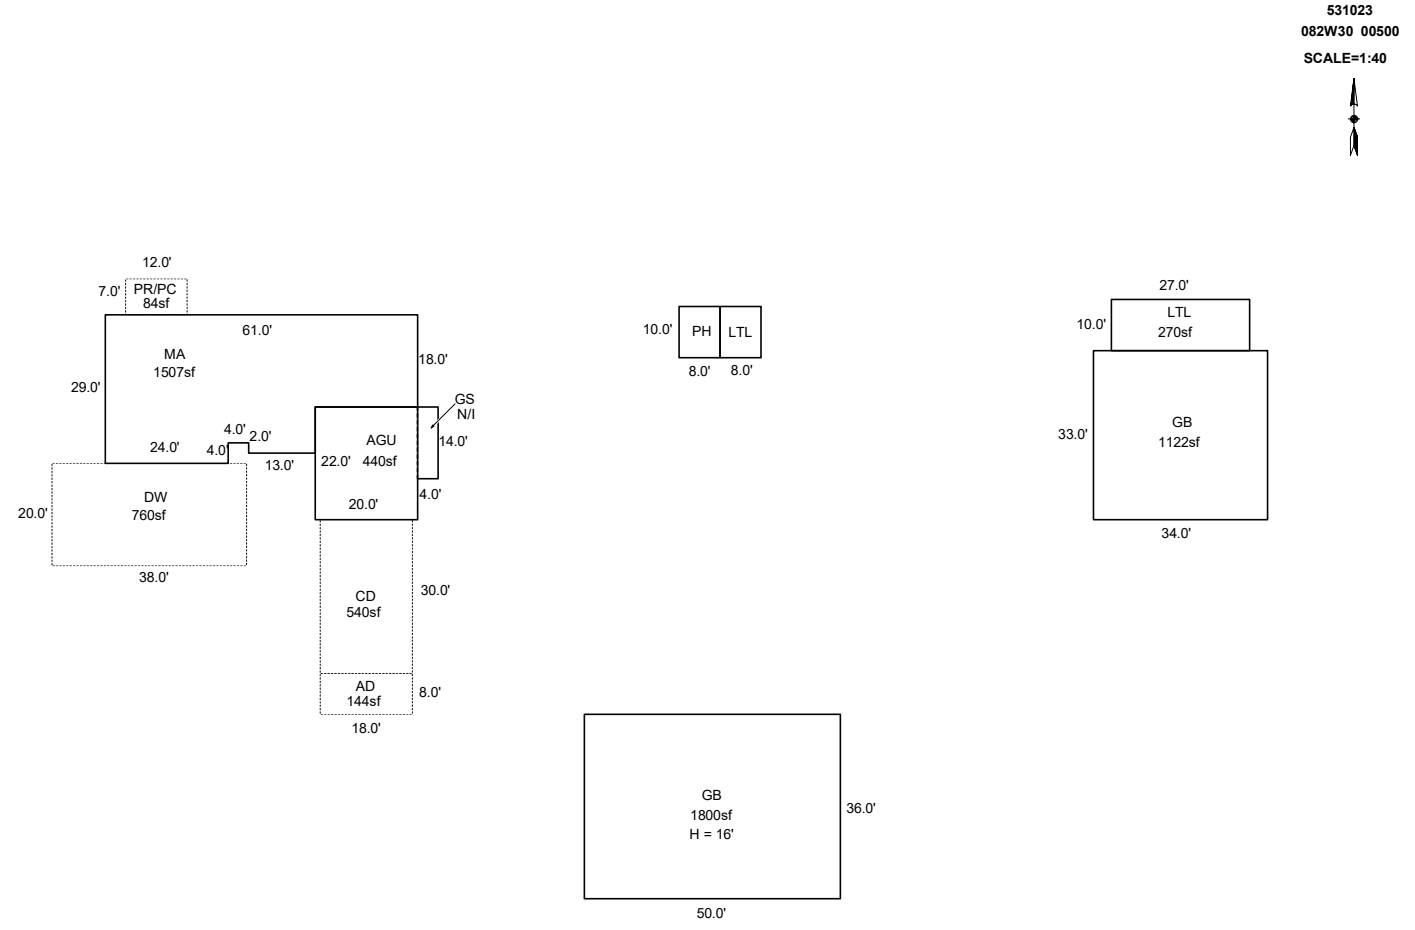 531023
082W30 00500
SCALE=1:40
12.0'
7.0'
PR/PC
84sf
61.0'
MA
1507sf
18.0'
29.0'
GS
N/I
4.0'
2.0'
24.0'
4.0'
13.0'
AGU
440sf
22.0'
14.0'
20.0'
4.0'
DW
760sf
20.0'
38.0'
CD
540sf
30.0'
AD
144sf
8.0'
18.0'
10.0'
PH
LTL
8.0'
8.0'
27.0'
10.0'
LTL
270sf
33.0'
GB
1122sf
34.0'
GB
1800sf
H = 16'
36.0'
50.0'